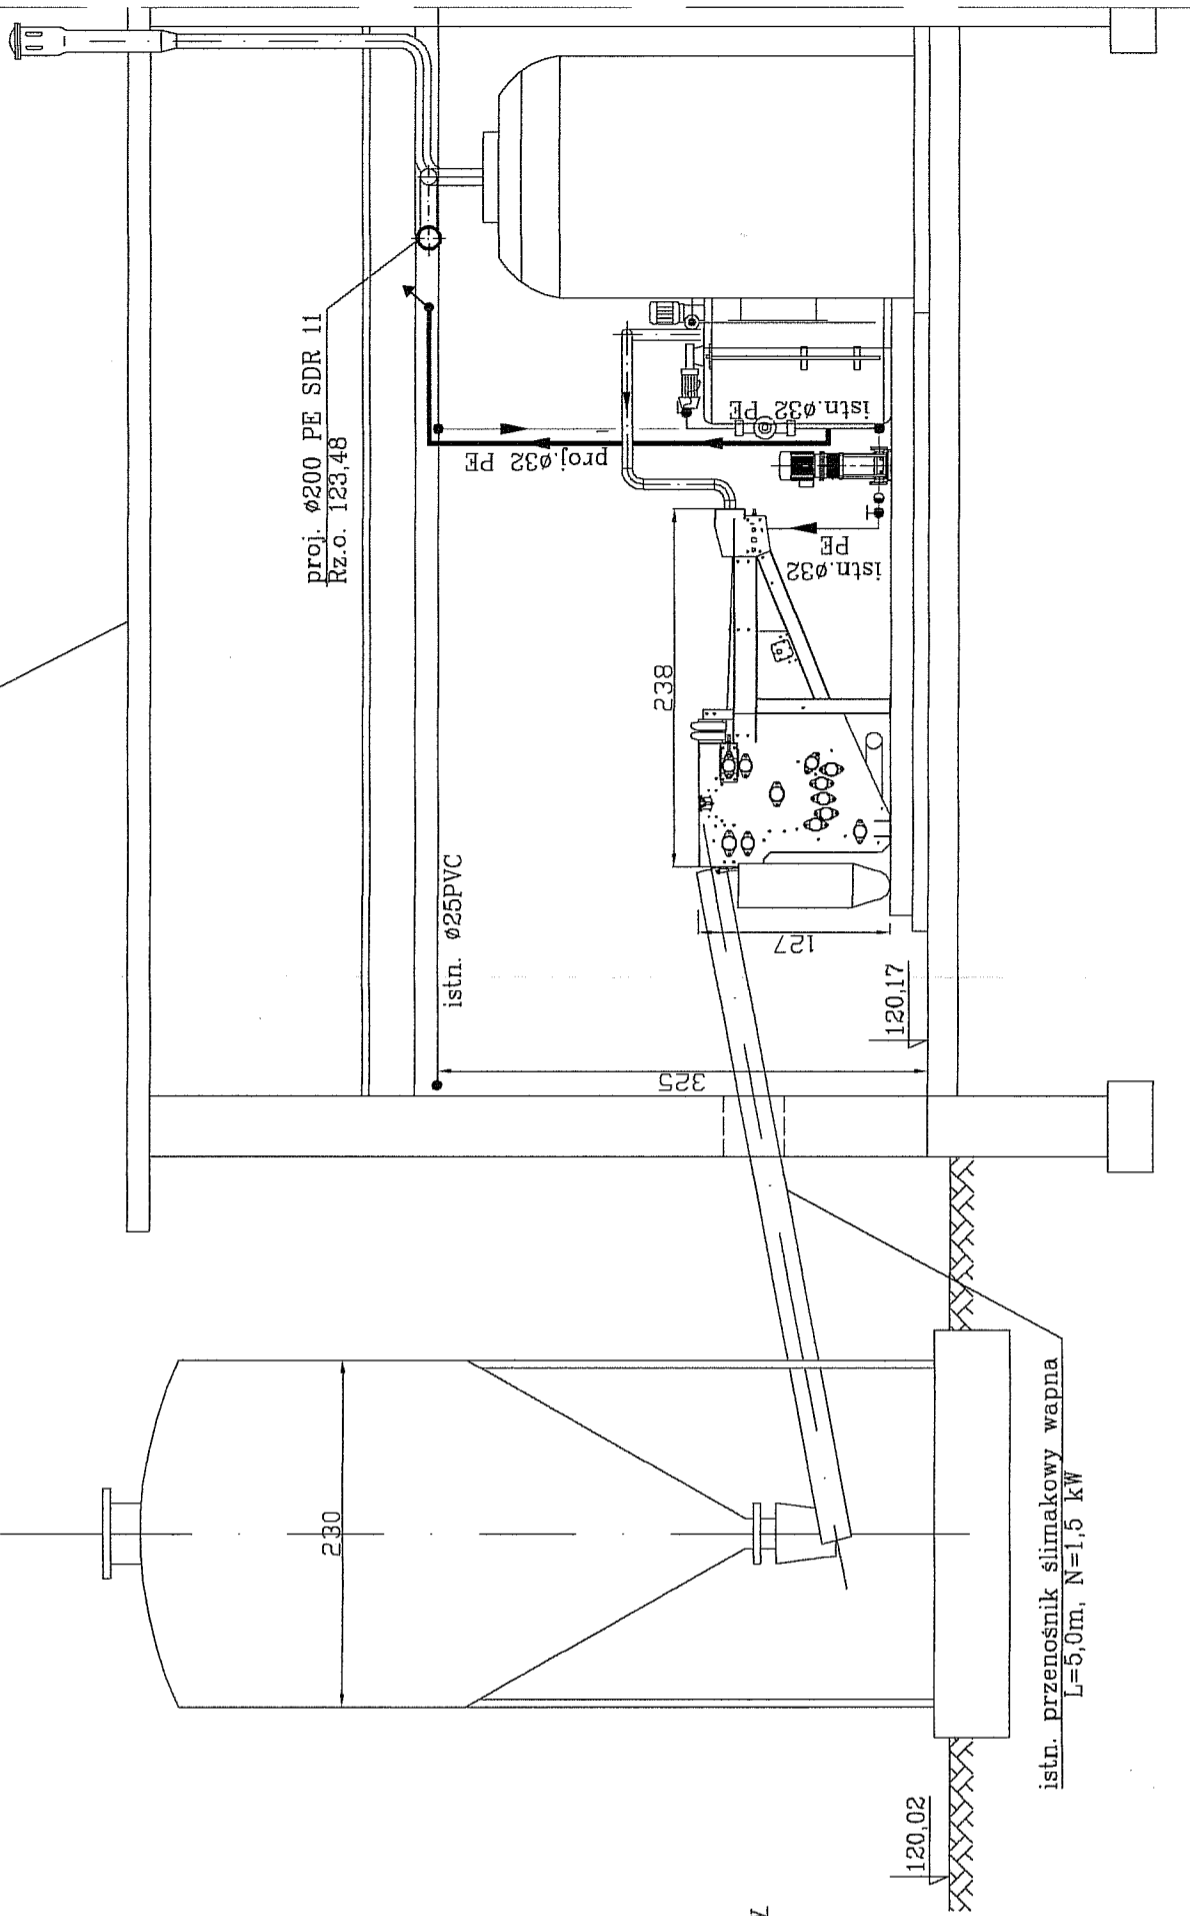 proj. ø200 PE SDR 11
Rz.o. 123,48
proj.ø32 PE
istn.ø32 PE
istn.ø32
PE
238
istn. ø25PVC
127
325
120,17
230
istn. przenośnik ślimakowy wapna
L=5,0m, N=1,5 kW
120,02